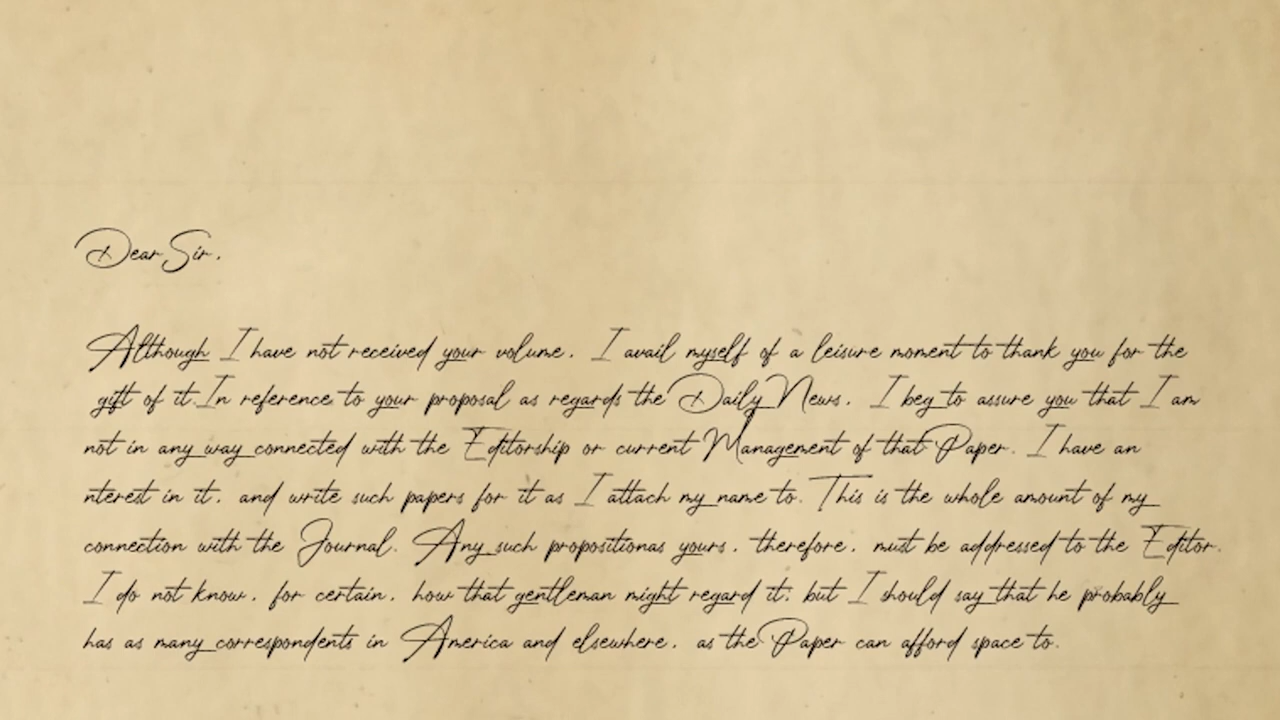 Dear Sir,
Although I have not received your volume, I avail myself of a leisure moment to thank you for the
gift of it. In reference to your proposal as regards the Daily News, I beg to assure you that I am
not in any way connected with the Editorship or current Management of that Paper. I have an
nterest in it, and write such papers for it as I attach my name to. This is the whole amount of my
connection with the Journal. Any such propositionas yours, therefore, must be addressed to the Editor.
I do not know, for certain, how that gentleman might regard it; but I should say that he probably
has as many correspondents in America and elsewhere, as the Paper can afford space to.